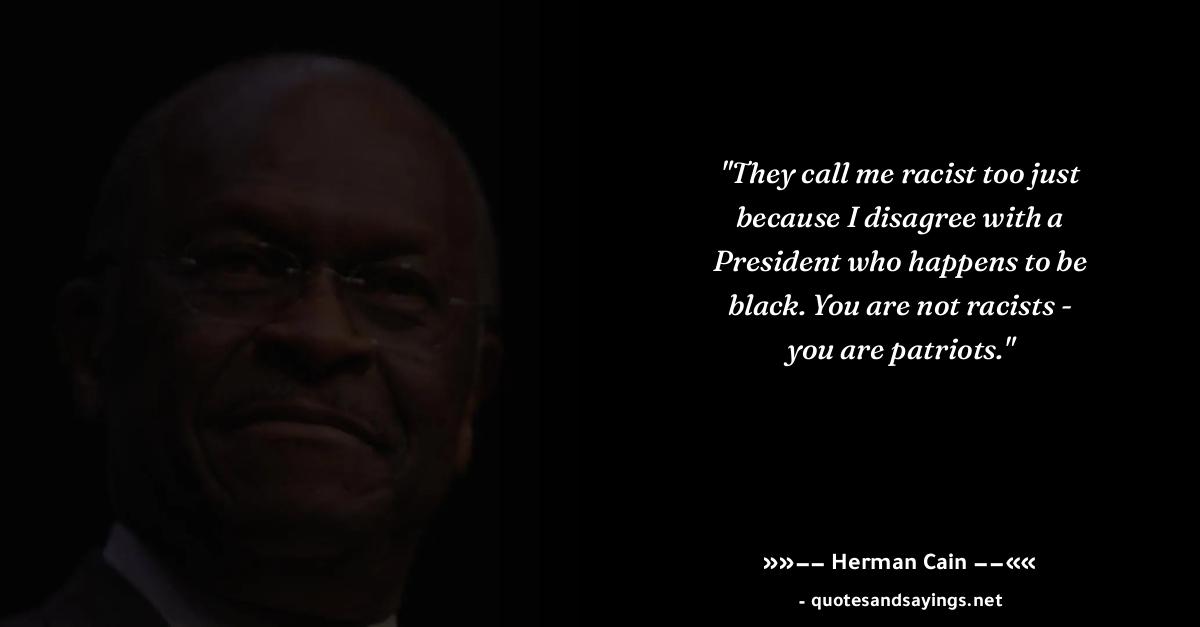 "They call me racist too just
because I disagree with a
President who happens to be
black. You are not racists -
you are patriots."
»»−− Herman Cain −−««
- quotesandsayings.net